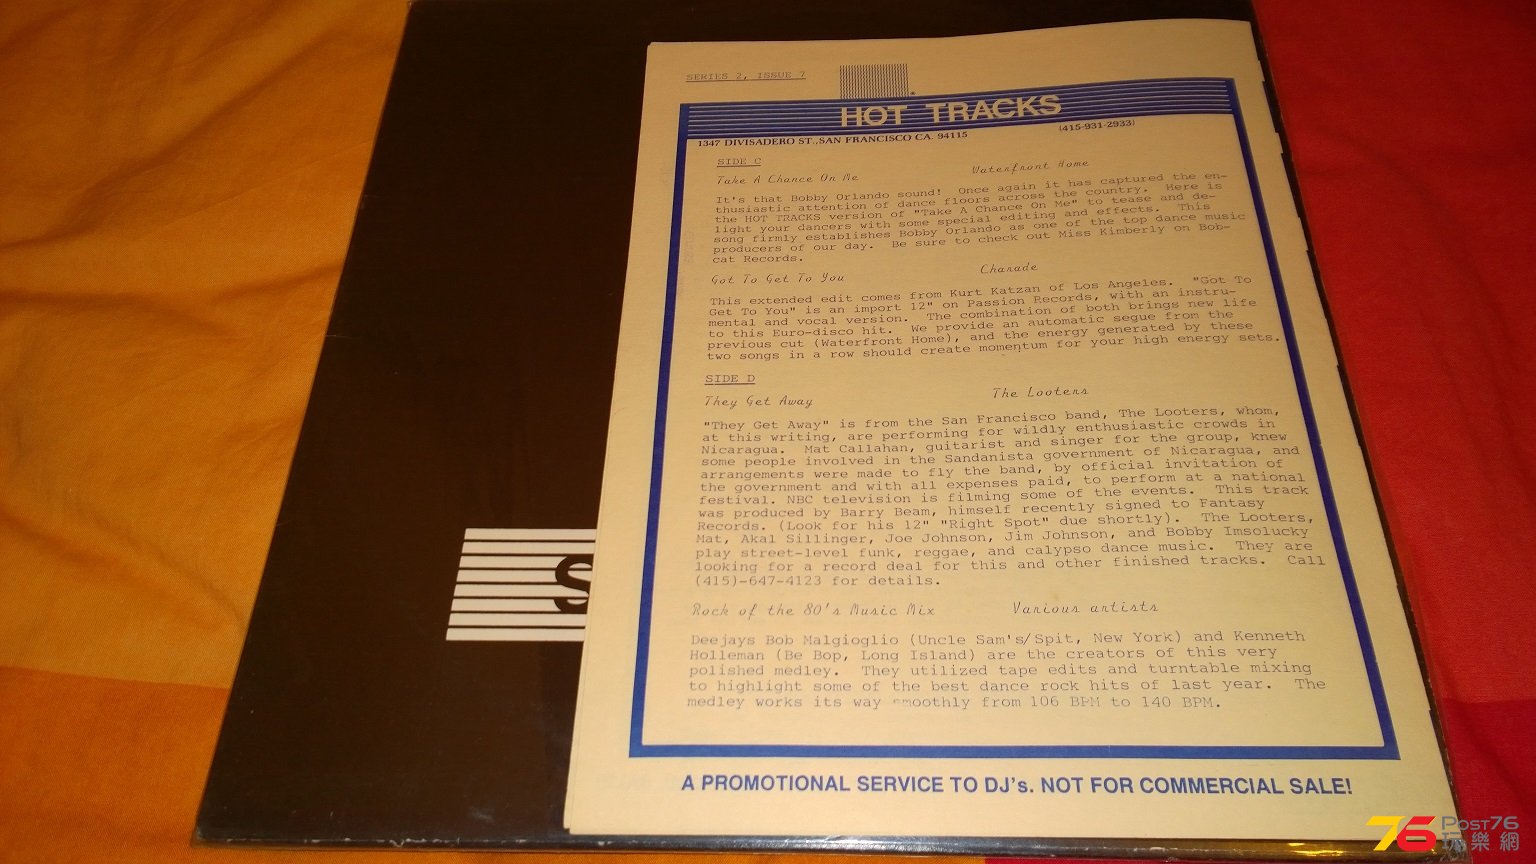 SERIES 2, ISSUE 7
HOT TRACKS
1347 DIVISADERO ST., SAN FRANCISCO CA. 94115 (415-931-2933)
SIDE C
Take A Chance On Me Waterfront Home
It's that Bobby Orlando sound! Once again it has captured the en-
thusiastic attention of dance floors across the country. Here is
the HOT TRACKS version of "Take A Chance On Me" to tease and de-
light your dancers with some special editing and effects. This
song firmly establishes Bobby Orlando as one of the top dance music
producers of our day. Be sure to check out Miss Kimberly on Bob-
cat Records.
Got To Get To You Charade
This extended edit comes from Kurt Katzan of Los Angeles. "Got To
Get To You" is an import 12" on Passion Records, with an instru-
mental and vocal version. The combination of both brings new life
to this Euro-disco hit. We provide an automatic segue from the
previous cut (Waterfront Home), and the energy generated by these
two songs in a row should create momentum for your high energy sets.
SIDE D
They Get Away The Looters
"They Get Away" is from the San Francisco band, The Looters, whom,
at this writing, are performing for wildly enthusiastic crowds in
Nicaragua. Mat Callahan, guitarist and singer for the group, knew
some people involved in the Sandanista government of Nicaragua, and
arrangements were made to fly the band, by official invitation of
the government and with all expenses paid, to perform at a national
festival. NBC television is filming some of the events. This track
was produced by Barry Beam, himself recently signed to Fantasy
Records. (Look for his 12" "Right Spot" due shortly). The Looters,
Mat, Akal Sillinger, Joe Johnson, Jim Johnson, and Bobby Imsolucky
play street-level funk, reggae, and calypso dance music. They are
looking for a record deal for this and other finished tracks. Call
(415)-647-4123 for details.
Rock of the 80's Music Mix Various artists
Deejays Bob Malgioglio (Uncle Sam's/Spit, New York) and Kenneth
Holleman (Be Bop, Long Island) are the creators of this very
polished medley. They utilized tape edits and turntable mixing
to highlight some of the best dance rock hits of last year. The
medley works its way smoothly from 106 BPM to 140 BPM.
A PROMOTIONAL SERVICE TO DJ's. NOT FOR COMMERCIAL SALE!
S
76 POST76
玩樂網